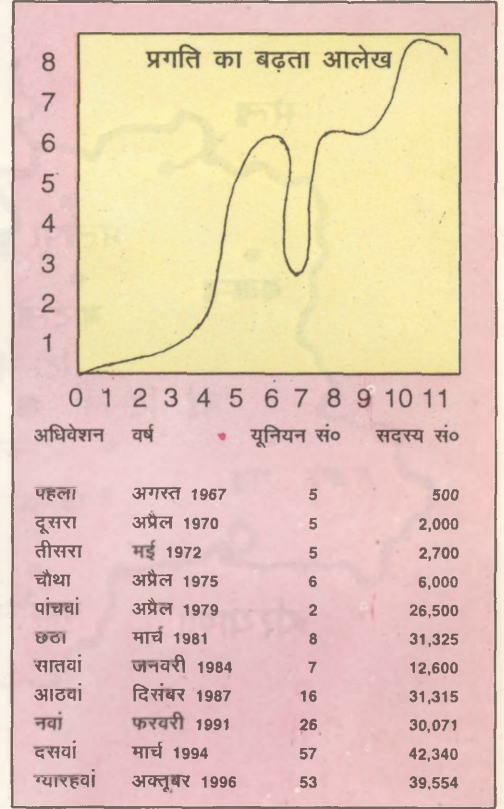 प्रगति का बढ़ता आलेख
8
7
6
5
4
3
2
1
0 1 2 3 4 5 6 7 8 9 10 11
अधिवेशन वर्ष यूनियन सं० सदस्य सं०
पहला अगस्त 1967 5 500
दूसरा अप्रैल 1970 5 2,000
तीसरा मई 1972 5 2,700
चौथा अप्रैल 1975 6 6,000
पांचवां अप्रैल 1979 2 26,500
छठा मार्च 1981 8 31,325
सातवां जनवरी 1984 7 12,600
आठवां दिसंबर 1987 16 31,315
नवां फरवरी 1991 26 30,071
दसवां मार्च 1994 57 42,340
ग्यारहवां अक्तूबर 1996 53 39,554